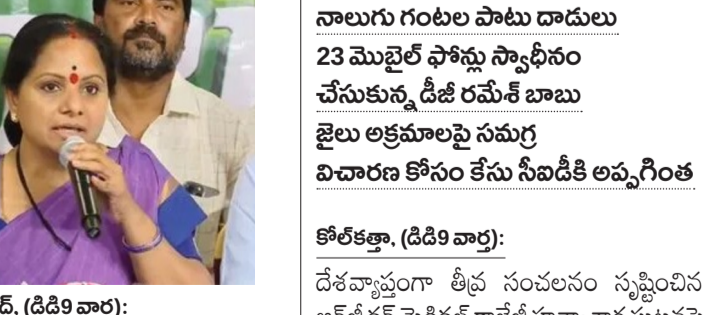 ద్, (డిడి9 వార్త):
నాలుగు గంటల పాటు దాడులు
23 మొబైల్ ఫోన్లు స్వాధీనం
చేసుకున్న డీజీ రమేశ్ బాబు
జైలు అక్రమాలపై సమగ్ర
విచారణ కోసం కేసు సీఐడీకి అప్పగింత
కోల్‌కత్తా, (డిడి9 వార్త):
దేశవ్యాప్తంగా తీవ్ర సంచలనం సృష్టించిన